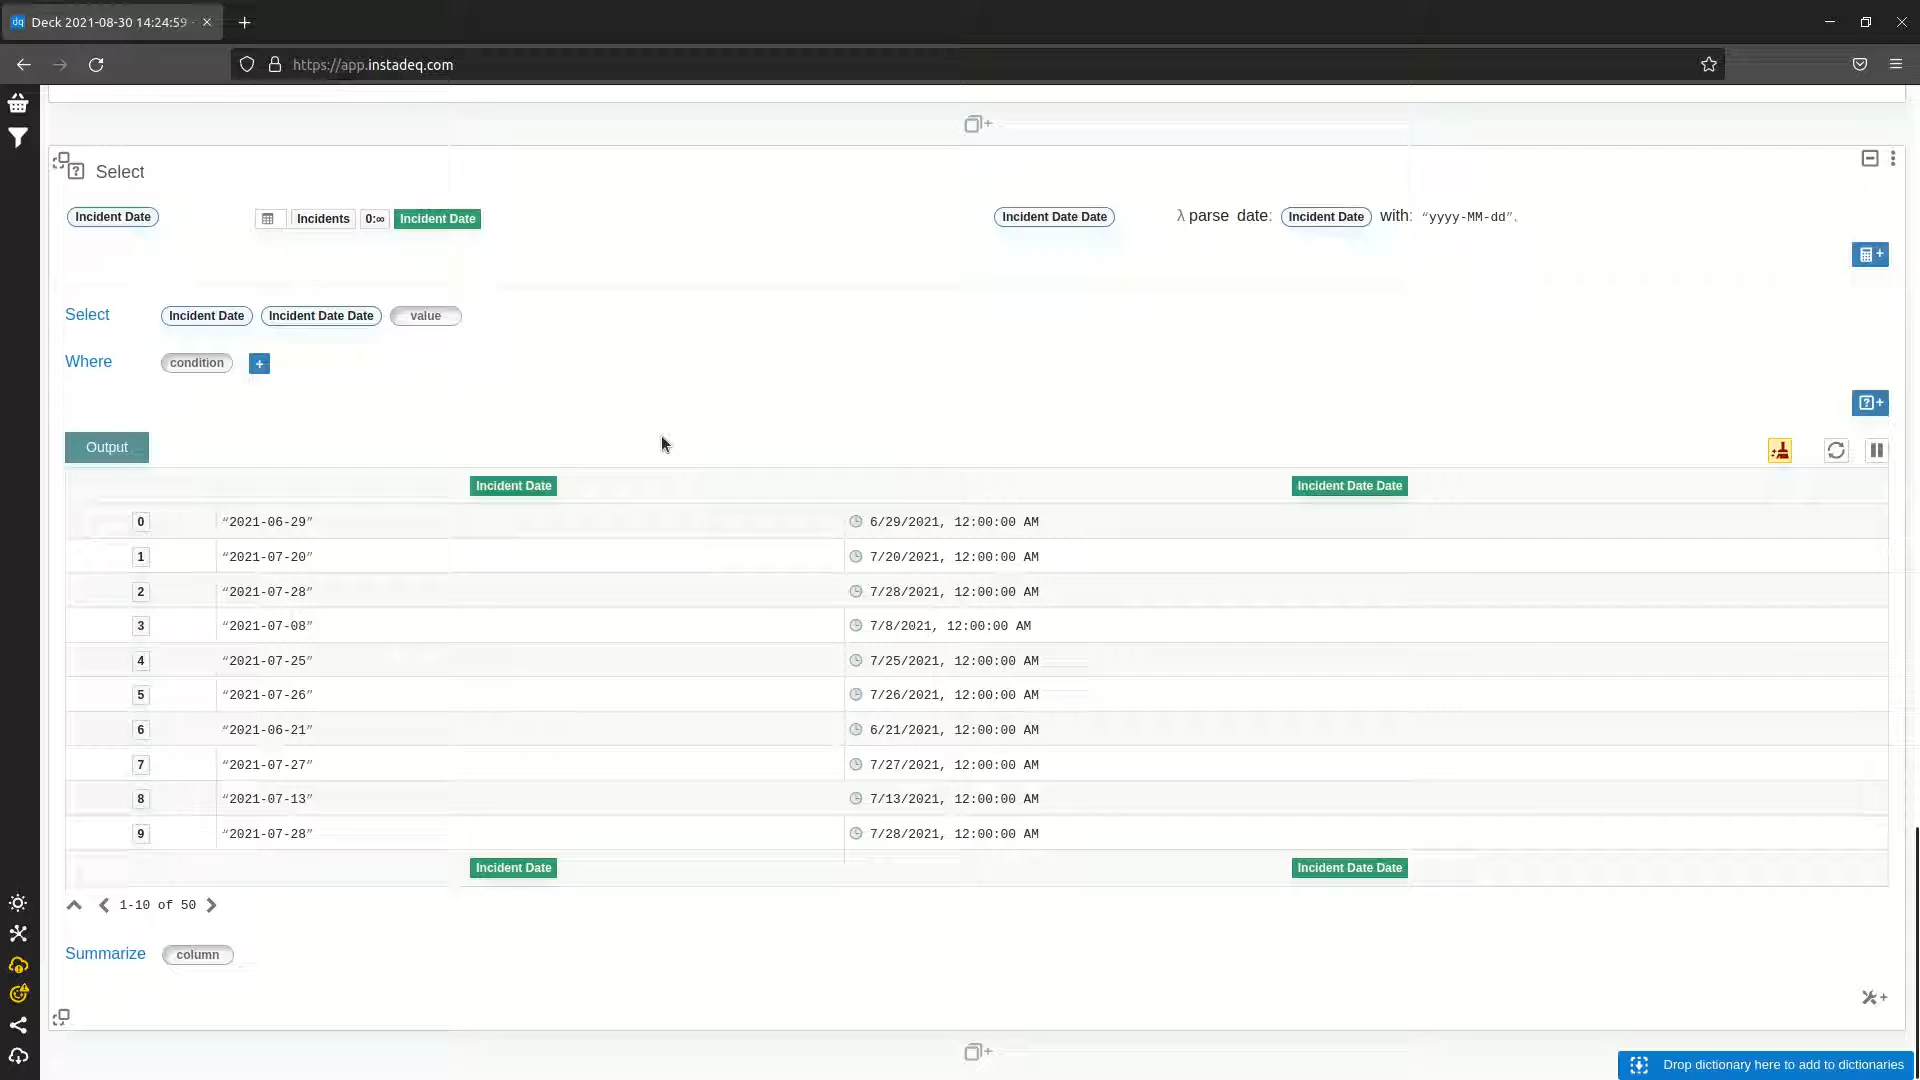 dq Deck 2021-08-30 14:24:59
https://app.instadeq.com
Select
Incident Date Incidents 0:∞ Incident Date Incident Date Date λ parse date: Incident Date with: “yyyy-MM-dd”.
Select Incident Date Incident Date Date value
Where condition +
Output
Incident Date Incident Date Date
0 “2021-06-29” 6/29/2021, 12:00:00 AM
1 “2021-07-20” 7/20/2021, 12:00:00 AM
2 “2021-07-28” 7/28/2021, 12:00:00 AM
3 “2021-07-08” 7/8/2021, 12:00:00 AM
4 “2021-07-25” 7/25/2021, 12:00:00 AM
5 “2021-07-26” 7/26/2021, 12:00:00 AM
6 “2021-06-21” 6/21/2021, 12:00:00 AM
7 “2021-07-27” 7/27/2021, 12:00:00 AM
8 “2021-07-13” 7/13/2021, 12:00:00 AM
9 “2021-07-28” 7/28/2021, 12:00:00 AM
Incident Date Incident Date Date
1-10 of 50
Summarize column
Drop dictionary here to add to dictionaries